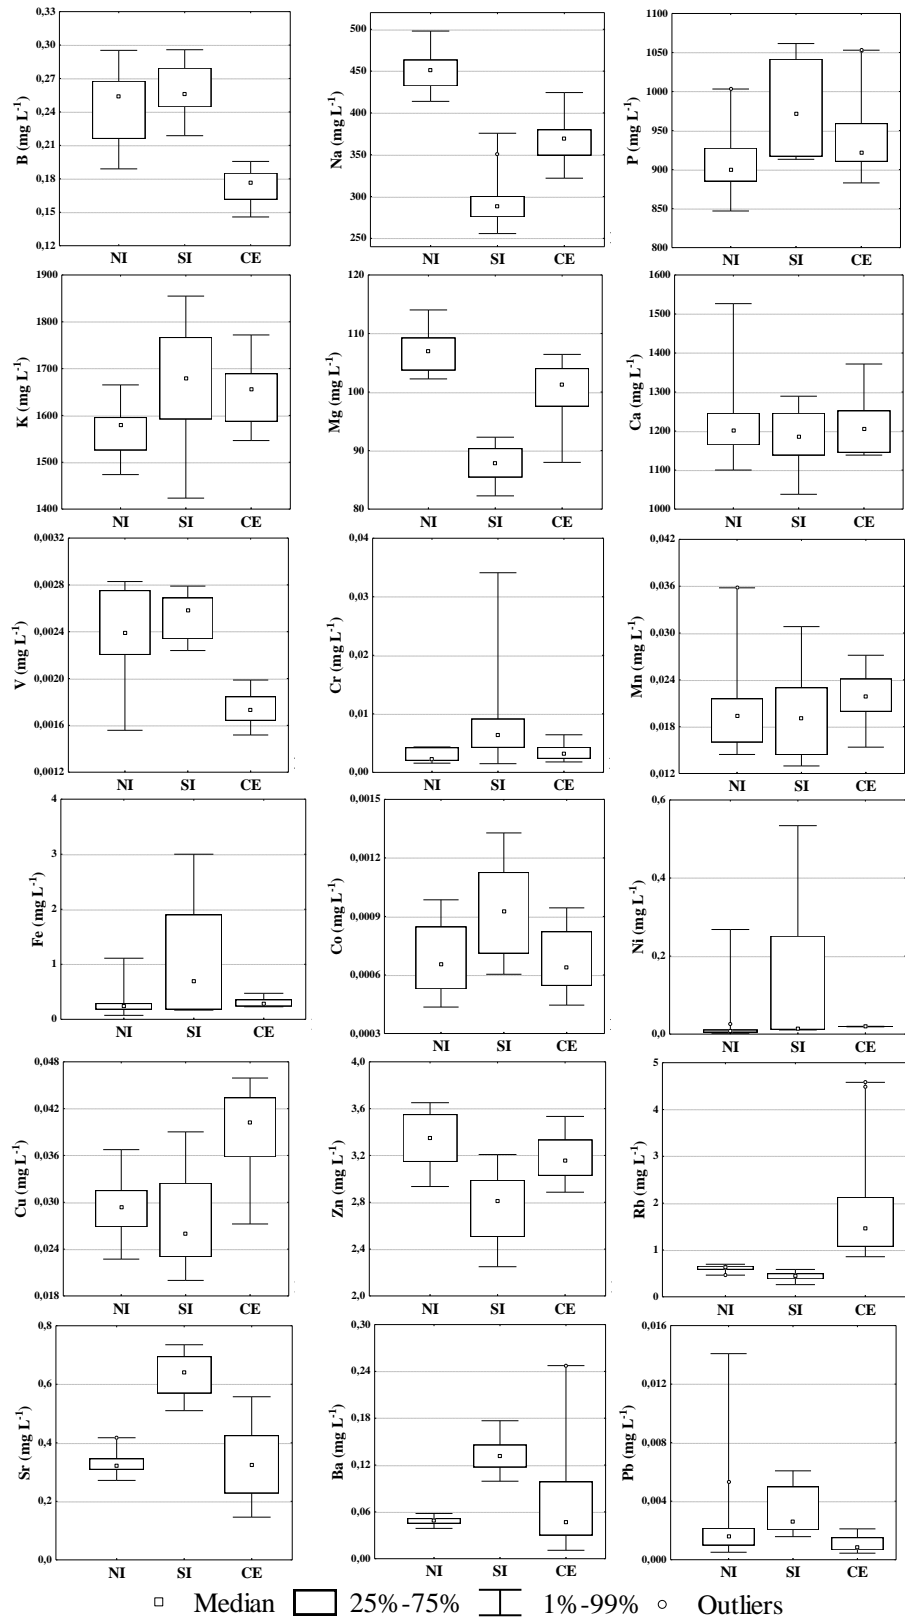 B (mg L-1)
0,33
0,30
0,27
0,24
0,21
0,18
0,15
0,12
NI SI CE
Na (mg L-1)
500
450
400
350
300
250
NI SI CE
P (mg L-1)
1100
1050
1000
950
900
850
800
NI SI CE
K (mg L-1)
1900
1800
1700
1600
1500
1400
NI SI CE
Mg (mg L-1)
120
110
100
90
80
NI SI CE
Ca (mg L-1)
1600
1500
1400
1300
1200
1100
1000
NI SI CE
V (mg L-1)
0,0032
0,0028
0,0024
0,0020
0,0016
0,0012
NI SI CE
Cr (mg L-1)
0,04
0,03
0,02
0,01
0,00
NI SI CE
Mn (mg L-1)
0,042
0,036
0,030
0,024
0,018
0,012
NI SI CE
Fe (mg L-1)
4
3
2
1
0
NI SI CE
Co (mg L-1)
0,0015
0,0012
0,0009
0,0006
0,0003
NI SI CE
Ni (mg L-1)
0,6
0,4
0,2
0,0
NI SI CE
Cu (mg L-1)
0,048
0,042
0,036
0,030
0,024
0,018
NI SI CE
Zn (mg L-1)
4,0
3,6
3,2
2,8
2,4
2,0
NI SI CE
Rb (mg L-1)
5
4
3
2
1
0
NI SI CE
Sr (mg L-1)
0,8
0,6
0,4
0,2
0,0
NI SI CE
Ba (mg L-1)
0,30
0,24
0,18
0,12
0,06
0,00
NI SI CE
Pb (mg L-1)
0,016
0,012
0,008
0,004
0,000
NI SI CE
Median 25%-75% 1%-99% Outliers